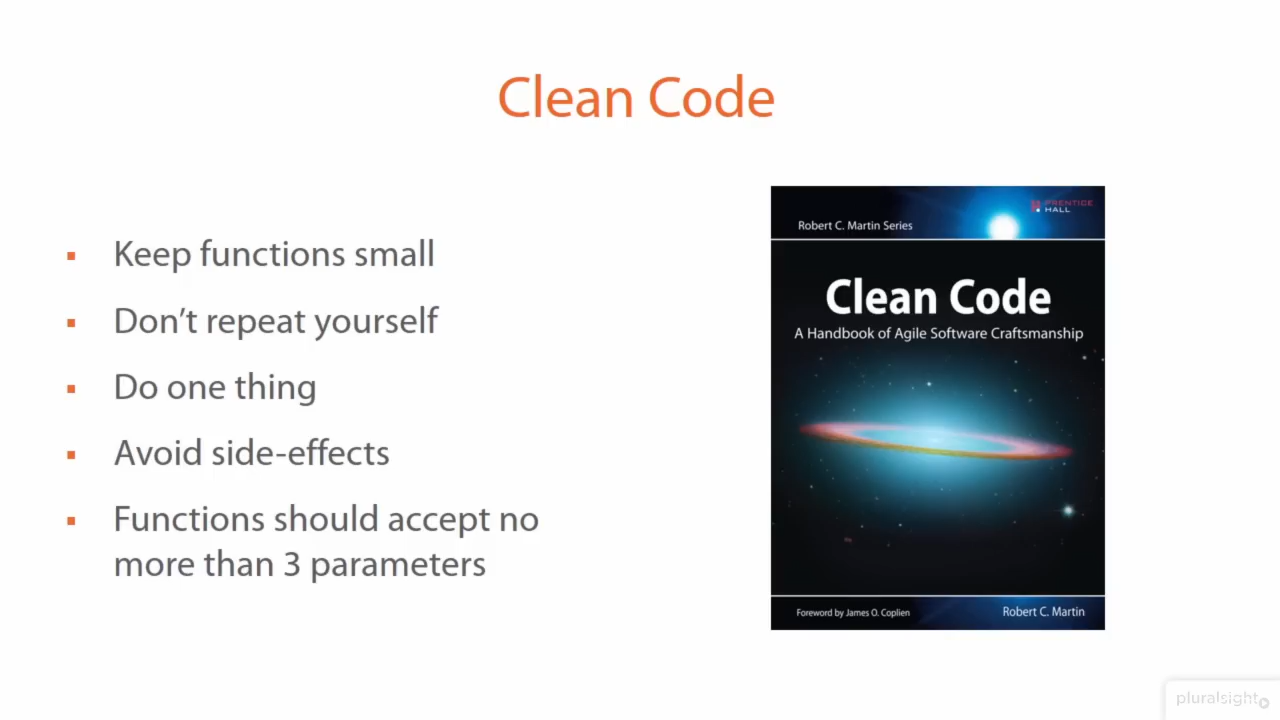 Clean Code
Keep functions small
Don't repeat yourself
Do one thing
Avoid side-effects
Functions should accept no
more than 3 parameters
PRENTICE
HALL
Robert C. Martin Series
Clean Code
A Handbook of Agile Software Craftsmanship
Foreword by James O. Coplien
Robert C. Martin
pluralsight